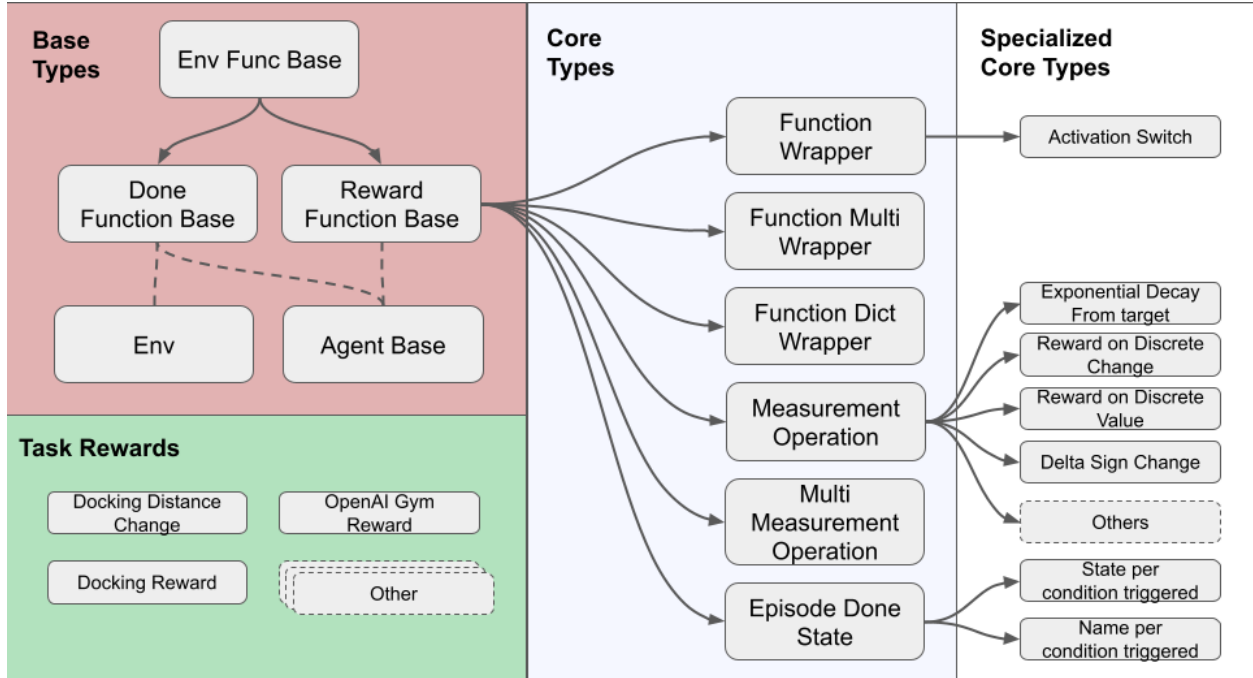 Base
Types
Env Func Base
Done
Function Base
Reward
Function Base
Env
Agent Base
Task Rewards
Docking Distance
Change
OpenAI Gym
Reward
Docking Reward
Other
Core
Types
Function
Wrapper
Function Multi
Wrapper
Function Dict
Wrapper
Measurement
Operation
Multi
Measurement
Operation
Episode Done
State
Specialized
Core Types
Activation Switch
Exponential Decay
From target
Reward on Discrete
Change
Reward on Discrete
Value
Delta Sign Change
Others
State per
condition triggered
Name per
condition triggered